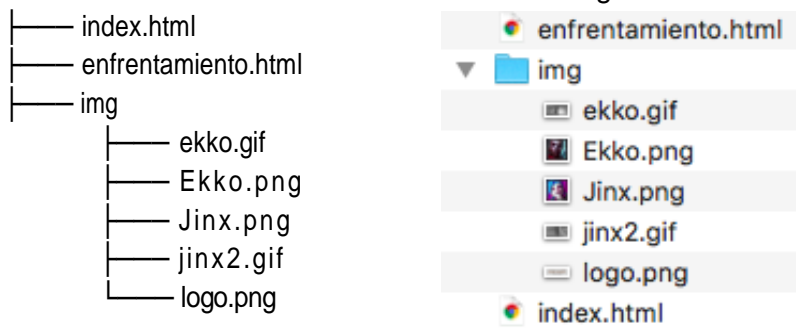 index.html
enfrentamiento.html
img
ekko.gif
Ekko.png
Jinx.png
jinx2.gif
logo.png
enfrentamiento.html
img
ekko.gif
Ekko.png
Jinx.png
jinx2.gif
logo.png
index.html